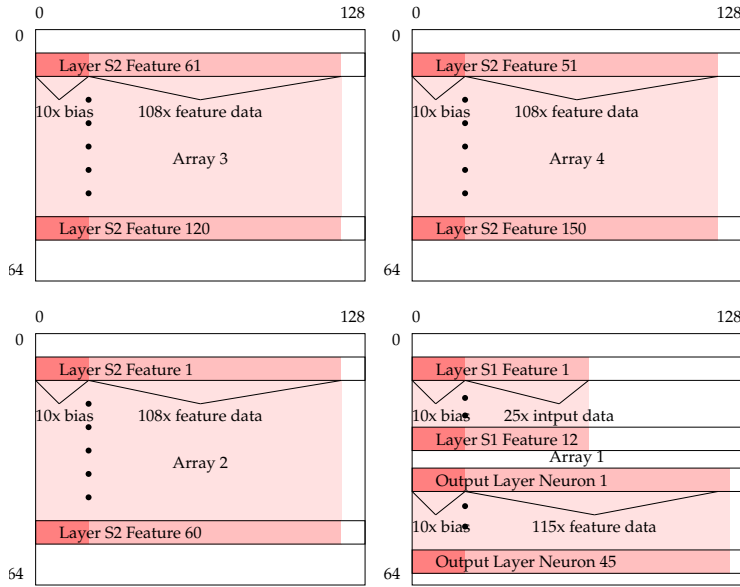 0 128
0
Layer S2 Feature 61
10x bias 108x feature data
Array 3
Layer S2 Feature 120
64
0 128
0
Layer S2 Feature 51
10x bias 108x feature data
Array 4
Layer S2 Feature 150
64
0 128
0
Layer S2 Feature 1
10x bias 108x feature data
Array 2
Layer S2 Feature 60
64
0 128
0
Layer S1 Feature 1
10x bias 25x intput data
Layer S1 Feature 12
Array 1
Output Layer Neuron 1
10x bias 115x feature data
Output Layer Neuron 45
64